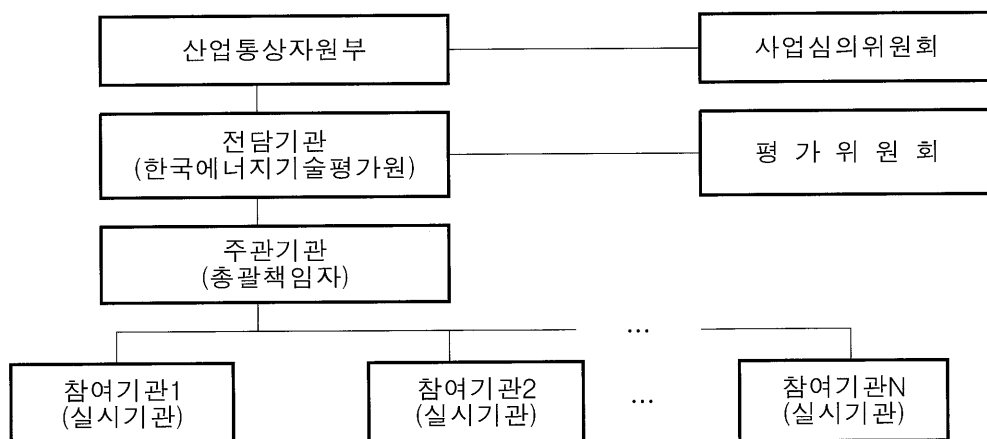 산업통상자원부
사업심의위원회
전담기관
(한국에너지기술평가원)
평 가 위 원 회
주관기관
(총괄책임자)
...
참여기관1
(실시기관)
참여기관2
(실시기관)
...
참여기관N
(실시기관)